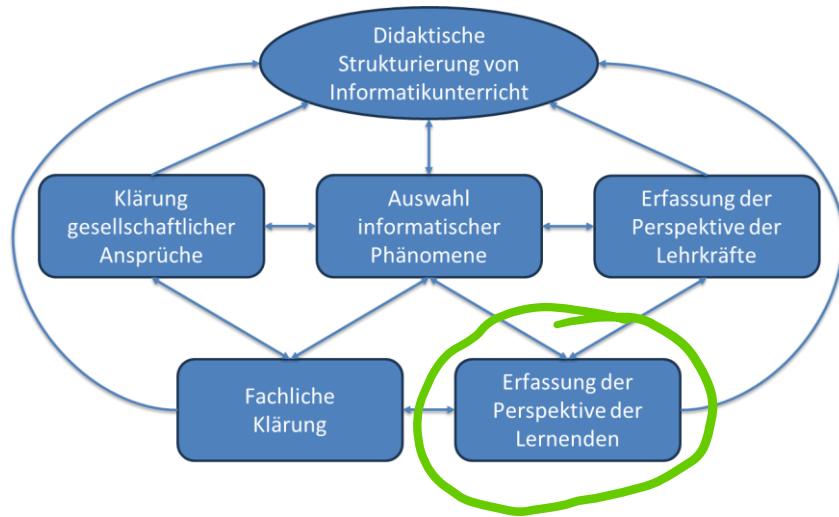 Didaktische
Strukturierung von
Informatikunterricht
Klärung
gesellschaftlicher
Ansprüche
Auswahl
informatischer
Phänomene
Erfassung der
Perspektive der
Lehrkräfte
Fachliche
Klärung
Erfassung der
Perspektive der
Lernenden